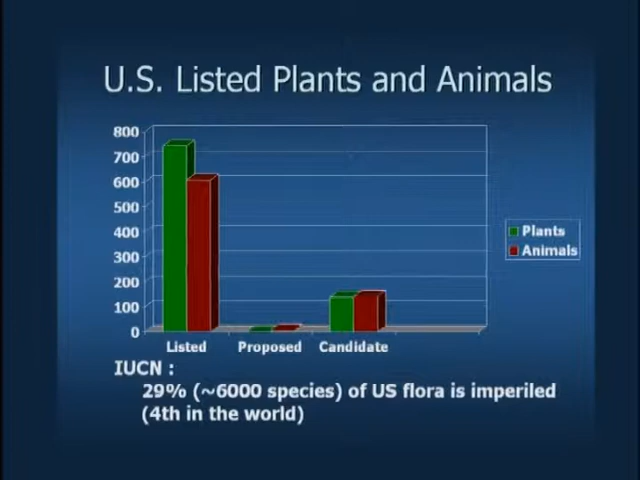 U.S. Listed Plants and Animals
800
700
600
500
400
300
200
100
0
Plants
Animals
Listed Proposed Candidate
IUCN :
29% (~6000 species) of US flora is imperiled
(4th in the world)